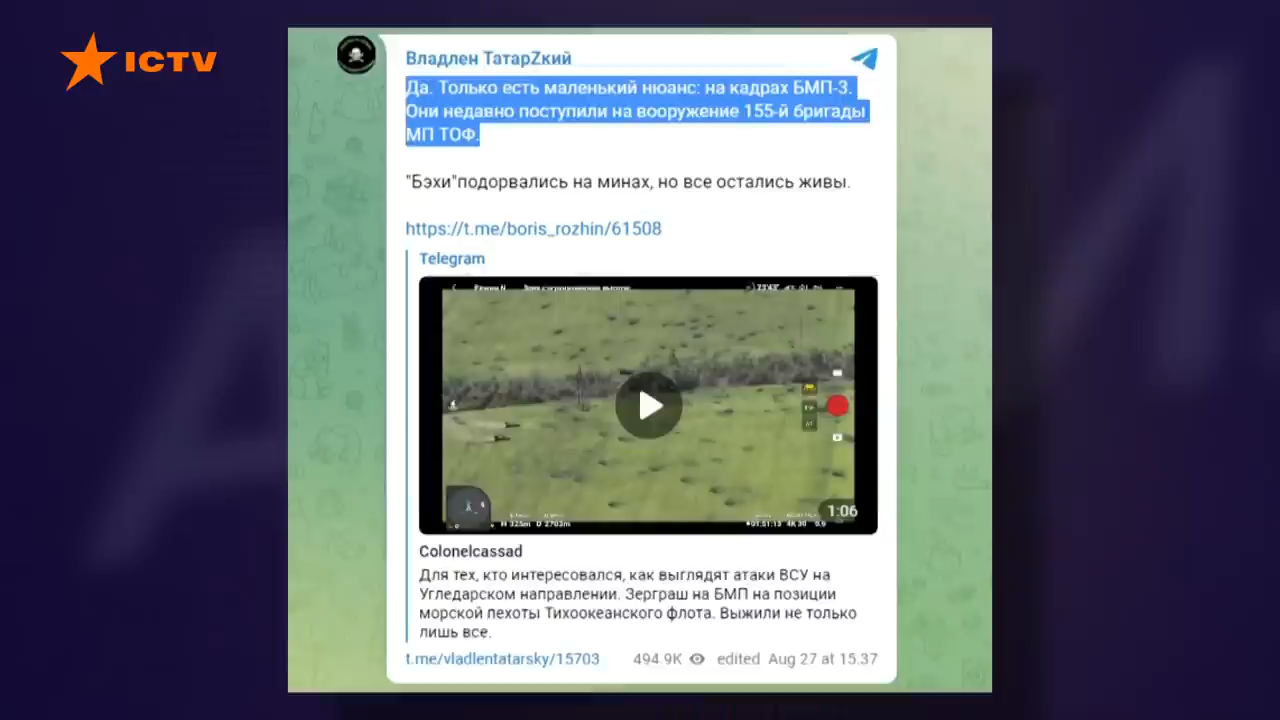 ICTV
Владлен ТатарZкий
Да. Только есть маленький нюанс: на кадрах БМП-3.
Они недавно поступили на вооружение 155-й бригады
МП ТОФ.
"Бэхи"подорвались на минах, но все остались живы.
https://t.me/boris_rozhin/61508
Telegram
1:06
Colonelcassad
Для тех, кто интересовался, как выглядят атаки ВСУ на
Угледарском направлении. Зерграш на БМП на позиции
морской пехоты Тихоокеанского флота. Выжили не только
лишь все.
t.me/vladlentatarsky/15703 494.9K edited Aug 27 at 15.37